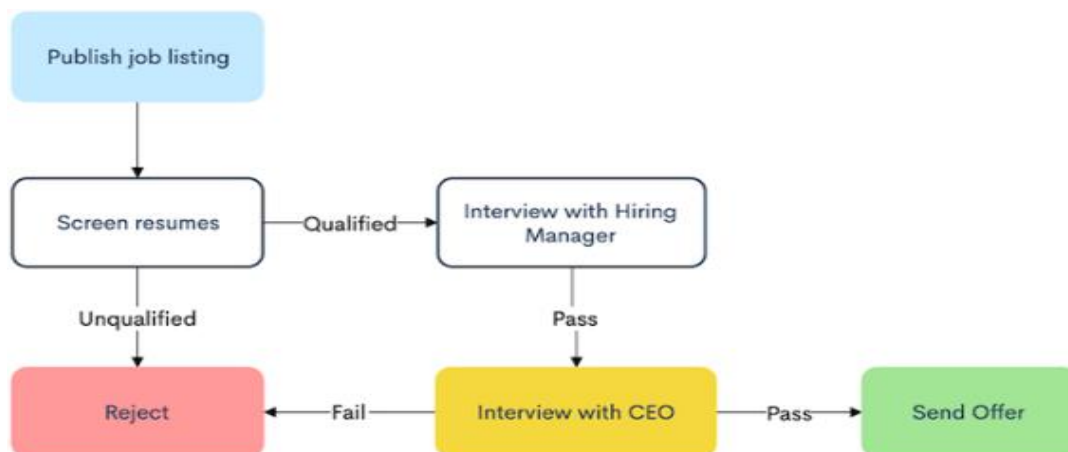 Publish job listing
Screen resumes
Qualified
Interview with Hiring
Manager
Unqualified
Pass
Reject
Fail
Interview with CEO
Pass
Send Offer